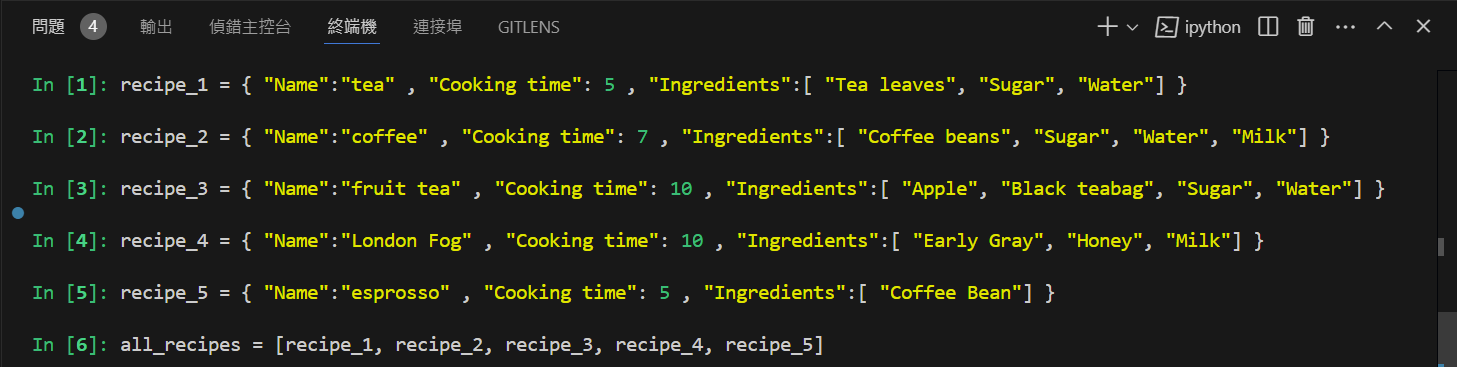 問題 4 輸出 偵錯主控台 終端機 連接埠 GITLENS ipython
In [1]: recipe_1 = { "Name":"tea" , "Cooking time": 5 , "Ingredients":[ "Tea leaves", "Sugar", "Water"] }
In [2]: recipe_2 = { "Name":"coffee" , "Cooking time": 7 , "Ingredients":[ "Coffee beans", "Sugar", "Water", "Milk"] }
In [3]: recipe_3 = { "Name":"fruit tea" , "Cooking time": 10 , "Ingredients":[ "Apple", "Black teabag", "Sugar", "Water"] }
In [4]: recipe_4 = { "Name":"London Fog" , "Cooking time": 10 , "Ingredients":[ "Early Gray", "Honey", "Milk"] }
In [5]: recipe_5 = { "Name":"esprosso" , "Cooking time": 5 , "Ingredients":[ "Coffee Bean"] }
In [6]: all_recipes = [recipe_1, recipe_2, recipe_3, recipe_4, recipe_5]